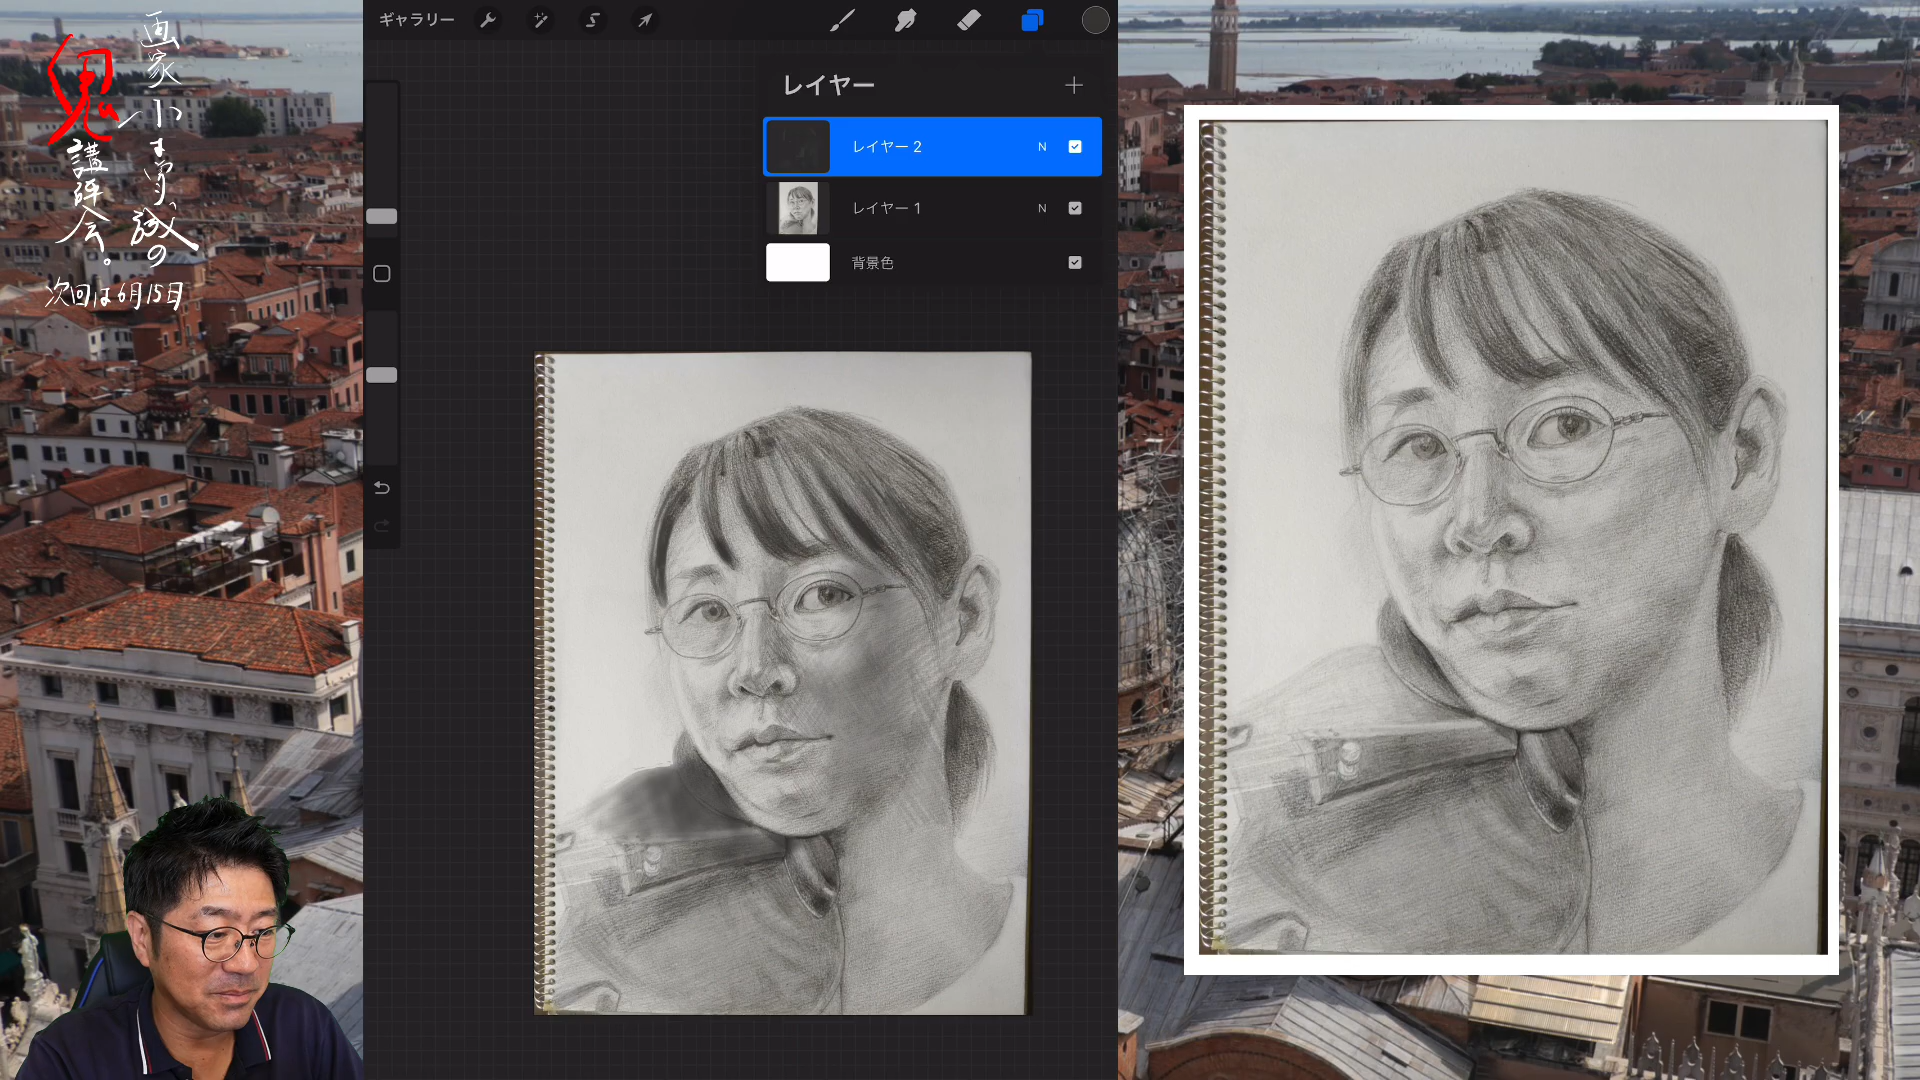 画家小木曽誠の
鬼講評会。
次回は6月15日
ギャラリー
レイヤー
レイヤー 2 N
レイヤー 1 N
背景色